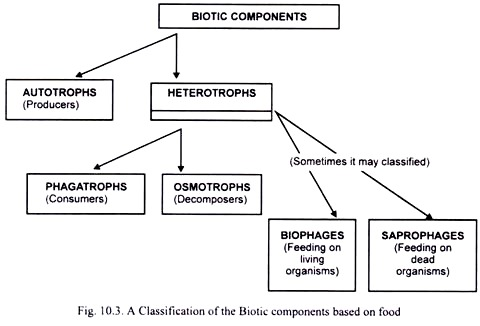 BIOTIC COMPONENTS
AUTOTROPHS
(Producers)
HETEROTROPHS
(Sometimes it may classified)
PHAGATROPHS
(Consumers)
OSMOTROPHS
(Decomposers)
BIOPHAGES
(Feeding on
living
organisms)
SAPROPHAGES
(Feeding on
dead
organisms)
Fig. 10.3. A Classification of the Biotic components based on food